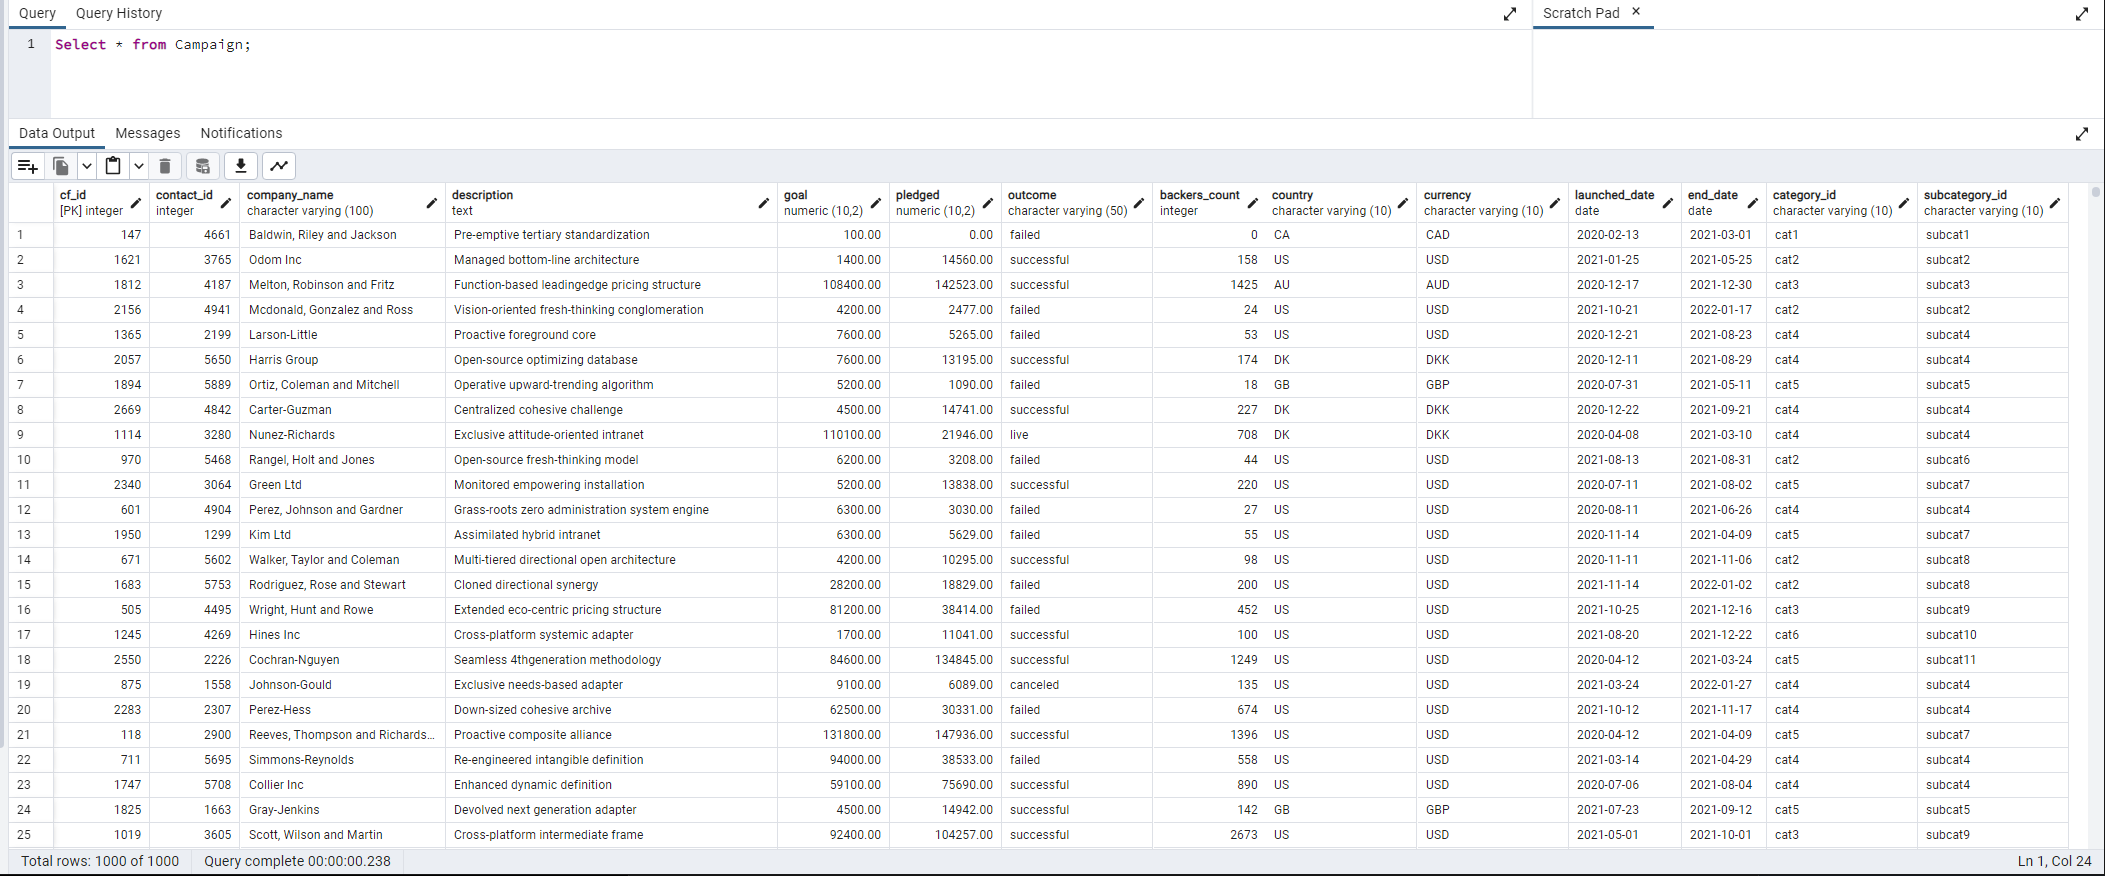 Query Query History Scratch Pad ×
1 Select * from Campaign;
Data Output Messages Notifications
cf_id contact_id company_name description goal pledged outcome backers_count country currency launched_date end_date category_id subcategory_id
[PK] integer integer character varying (100) text numeric (10,2) numeric (10,2) character varying (50) integer character varying (10) character varying (10) date date character varying (10) character varying (10)
1 147 4661 Baldwin, Riley and Jackson Pre-emptive tertiary standardization 100.00 0.00 failed 0 CA CAD 2020-02-13 2021-03-01 cat1 subcat1
2 1621 3765 Odom Inc Managed bottom-line architecture 1400.00 14560.00 successful 158 US USD 2021-01-25 2021-05-25 cat2 subcat2
3 1812 4187 Melton, Robinson and Fritz Function-based leadingedge pricing structure 108400.00 142523.00 successful 1425 AU AUD 2020-12-17 2021-12-30 cat3 subcat3
4 2156 4941 Mcdonald, Gonzalez and Ross Vision-oriented fresh-thinking conglomeration 4200.00 2477.00 failed 24 US USD 2021-10-21 2022-01-17 cat2 subcat2
5 1365 2199 Larson-Little Proactive foreground core 7600.00 5265.00 failed 53 US USD 2020-12-21 2021-08-23 cat4 subcat4
6 2057 5650 Harris Group Open-source optimizing database 7600.00 13195.00 successful 174 DK DKK 2020-12-11 2021-08-29 cat4 subcat4
7 1894 5889 Ortiz, Coleman and Mitchell Operative upward-trending algorithm 5200.00 1090.00 failed 18 GB GBP 2020-07-31 2021-05-11 cat5 subcat5
8 2669 4842 Carter-Guzman Centralized cohesive challenge 4500.00 14741.00 successful 227 DK DKK 2020-12-22 2021-09-21 cat4 subcat4
9 1114 3280 Nunez-Richards Exclusive attitude-oriented intranet 110100.00 21946.00 live 708 DK DKK 2020-04-08 2021-03-10 cat4 subcat4
10 970 5468 Rangel, Holt and Jones Open-source fresh-thinking model 6200.00 3208.00 failed 44 US USD 2021-08-13 2021-08-31 cat2 subcat6
11 2340 3064 Green Ltd Monitored empowering installation 5200.00 13838.00 successful 220 US USD 2020-07-11 2021-08-02 cat5 subcat7
12 601 4904 Perez, Johnson and Gardner Grass-roots zero administration system engine 6300.00 3030.00 failed 27 US USD 2020-08-11 2021-06-26 cat4 subcat4
13 1950 1299 Kim Ltd Assimilated hybrid intranet 6300.00 5629.00 failed 55 US USD 2020-11-14 2021-04-09 cat5 subcat7
14 671 5602 Walker, Taylor and Coleman Multi-tiered directional open architecture 4200.00 10295.00 successful 98 US USD 2020-11-11 2021-11-06 cat2 subcat8
15 1683 5753 Rodriguez, Rose and Stewart Cloned directional synergy 28200.00 18829.00 failed 200 US USD 2021-11-14 2022-01-02 cat2 subcat8
16 505 4495 Wright, Hunt and Rowe Extended eco-centric pricing structure 81200.00 38414.00 failed 452 US USD 2021-10-25 2021-12-16 cat3 subcat9
17 1245 4269 Hines Inc Cross-platform systemic adapter 1700.00 11041.00 successful 100 US USD 2021-08-20 2021-12-22 cat6 subcat10
18 2550 2226 Cochran-Nguyen Seamless 4thgeneration methodology 84600.00 134845.00 successful 1249 US USD 2020-04-12 2021-03-24 cat5 subcat11
19 875 1558 Johnson-Gould Exclusive needs-based adapter 9100.00 6089.00 canceled 135 US USD 2021-03-24 2022-01-27 cat4 subcat4
20 2283 2307 Perez-Hess Down-sized cohesive archive 62500.00 30331.00 failed 674 US USD 2021-10-12 2021-11-17 cat4 subcat4
21 118 2900 Reeves, Thompson and Richards... Proactive composite alliance 131800.00 147936.00 successful 1396 US USD 2020-04-12 2021-04-09 cat5 subcat7
22 711 5695 Simmons-Reynolds Re-engineered intangible definition 94000.00 38533.00 failed 558 US USD 2021-03-14 2021-04-29 cat4 subcat4
23 1747 5708 Collier Inc Enhanced dynamic definition 59100.00 75690.00 successful 890 US USD 2020-07-06 2021-08-04 cat4 subcat4
24 1825 1663 Gray-Jenkins Devolved next generation adapter 4500.00 14942.00 successful 142 GB GBP 2021-07-23 2021-09-12 cat5 subcat5
25 1019 3605 Scott, Wilson and Martin Cross-platform intermediate frame 92400.00 104257.00 successful 2673 US USD 2021-05-01 2021-10-01 cat3 subcat9
Total rows: 1000 of 1000 Query complete 00:00:00.238 Ln 1, Col 24